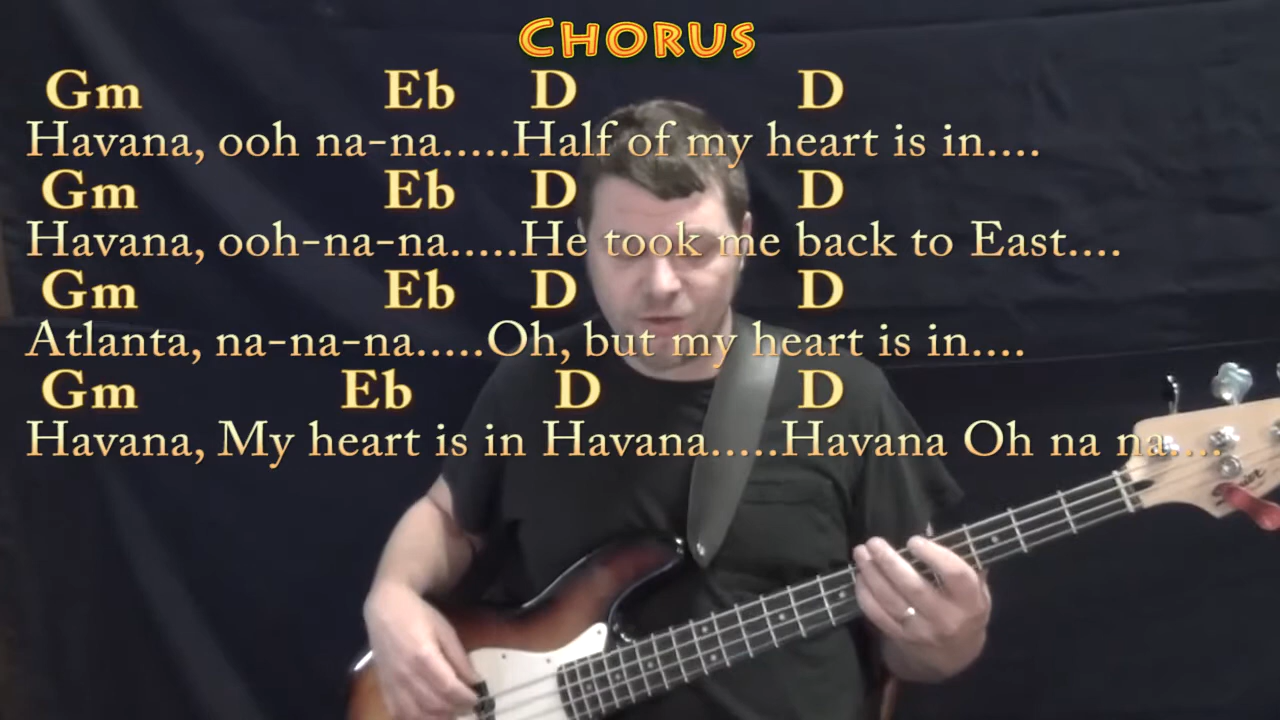 CHORUS
Gm Eb D D
Havana, ooh na-na.....Half of my heart is in....
Gm Eb D D
Havana, ooh-na-na.....He took me back to East....
Gm Eb D D
Atlanta, na-na-na.....Oh, but my heart is in....
Gm Eb D D
Havana, My heart is in Havana.....Havana Oh na na....